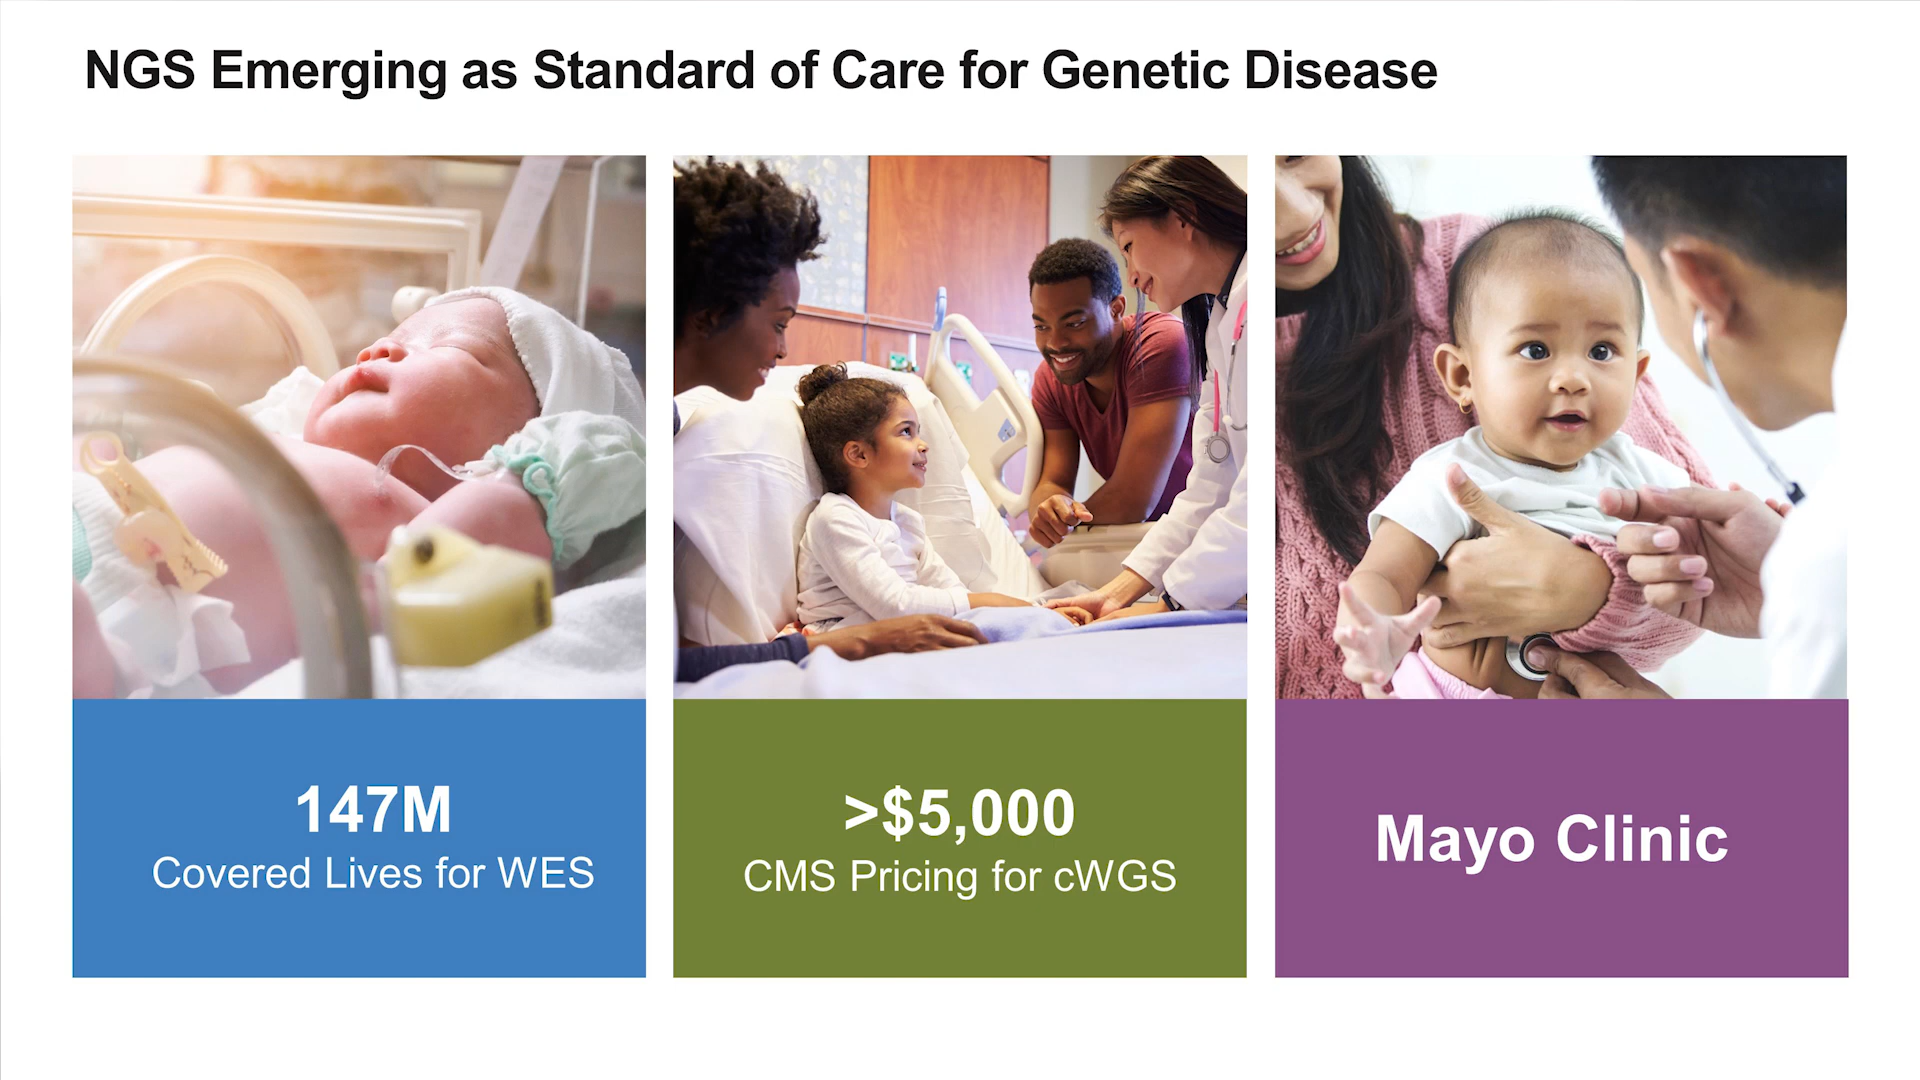 NGS Emerging as Standard of Care for Genetic Disease
147M
Covered Lives for WES
>$5,000
CMS Pricing for cWGS
Mayo Clinic